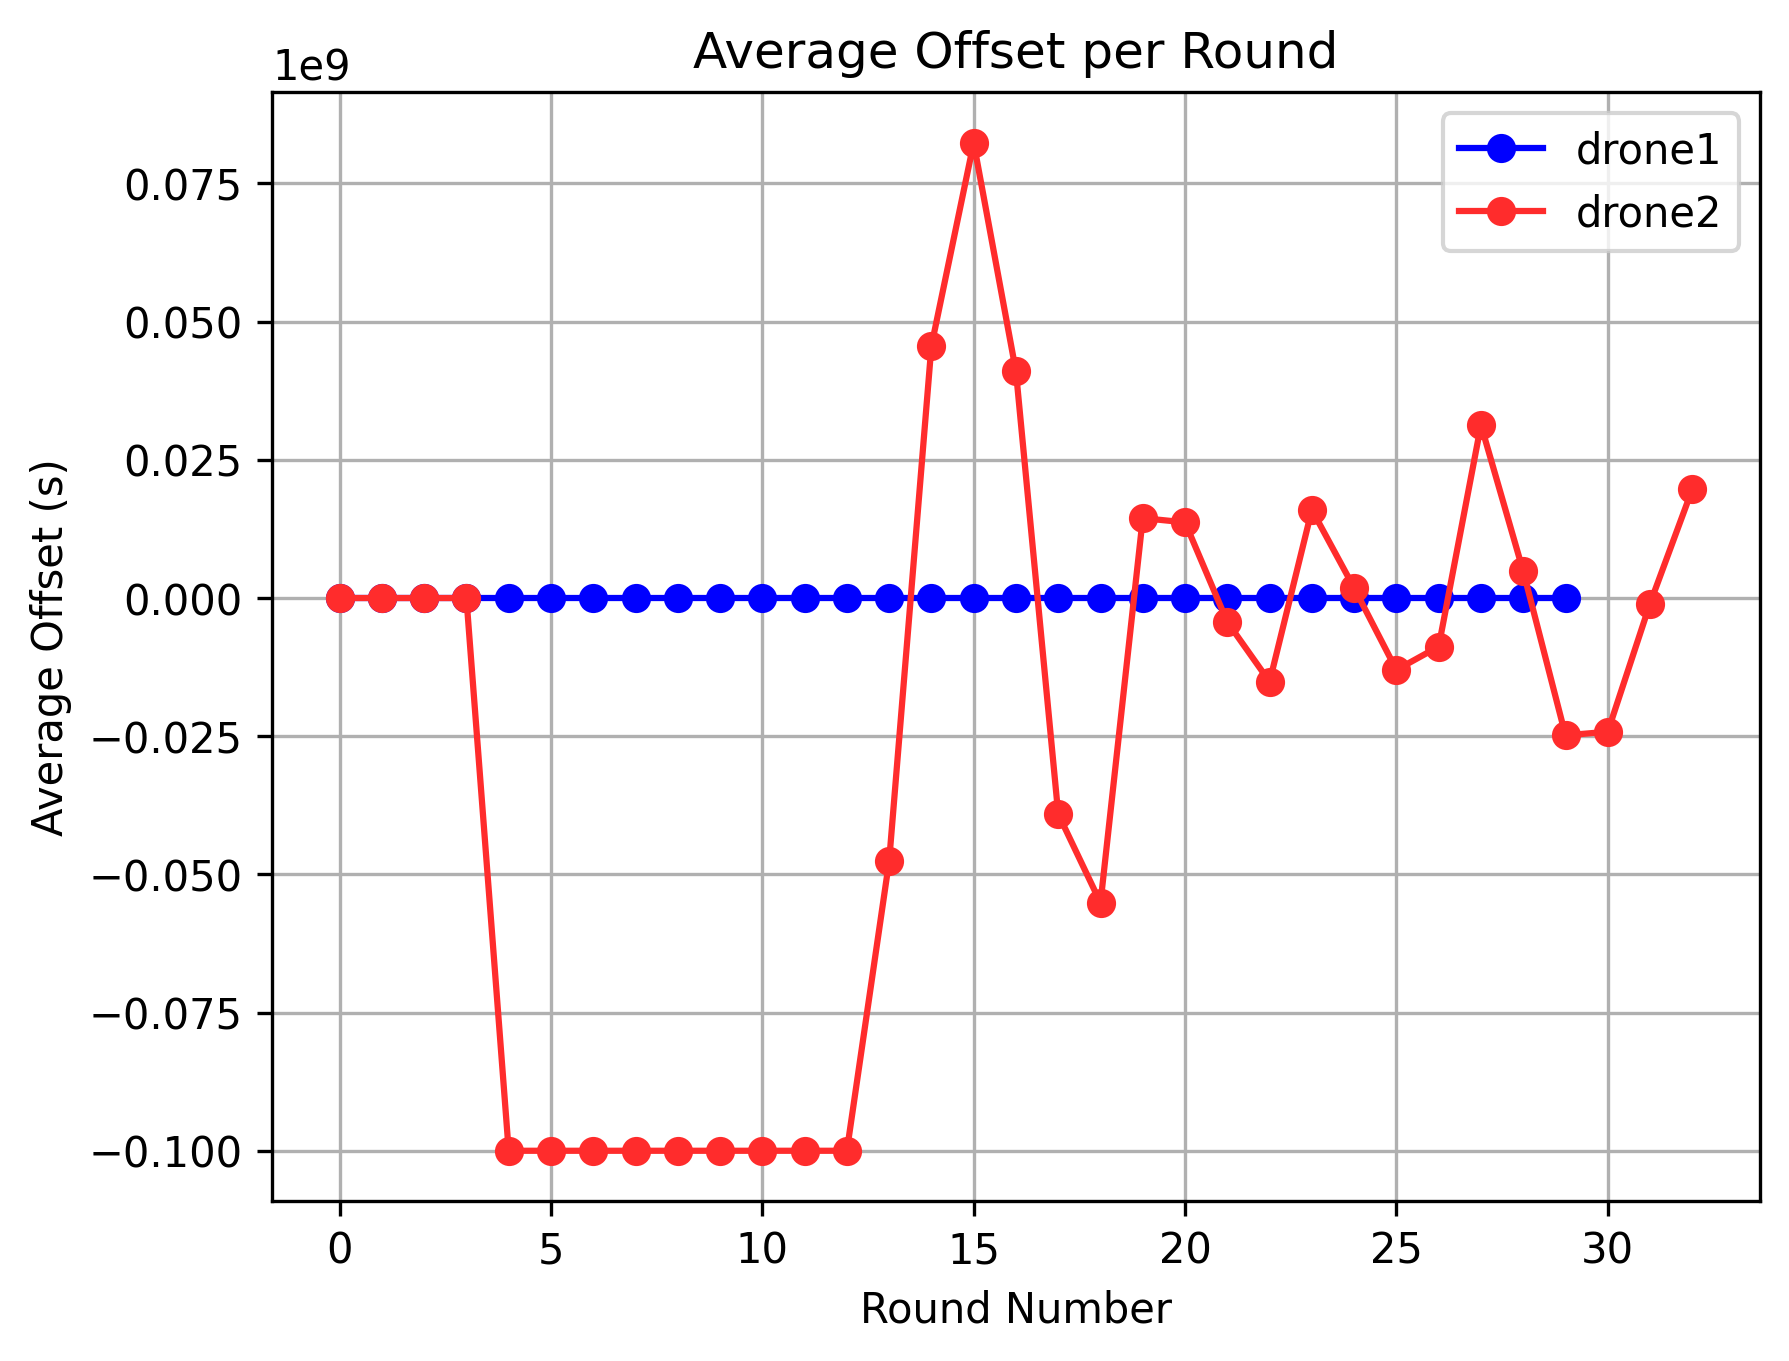 Average Offset per Round
1e9
drone1
drone2
0.075
0.050
0.025
0.000
−0.025
−0.050
−0.075
−0.100
Average Offset (s)
0 5 10 15 20 25 30
Round Number